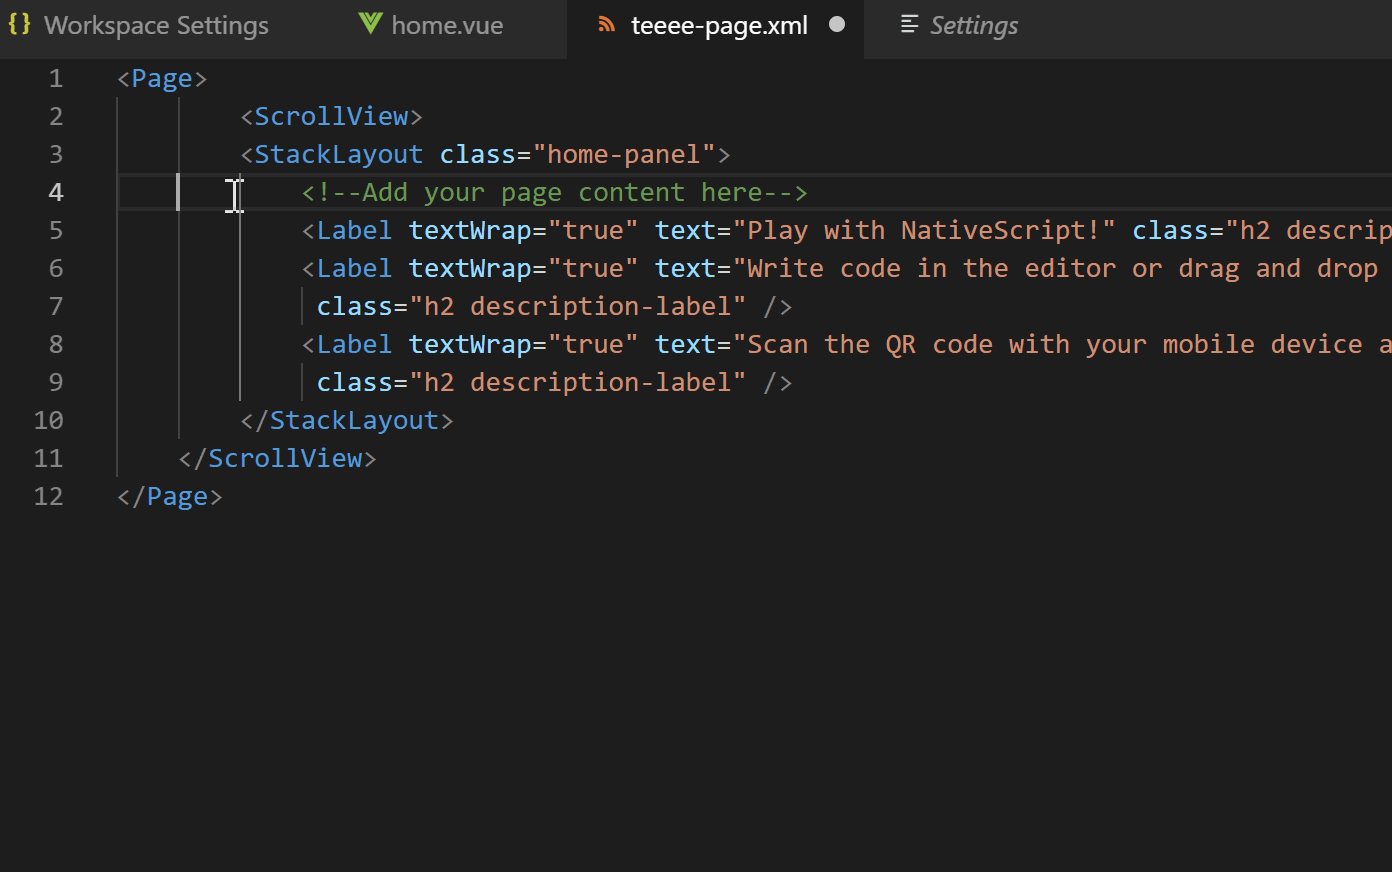 {} Workspace Settings home.vue teeee-page.xml Settings
1 <Page>
2 <ScrollView>
3 <StackLayout class="home-panel">
4 <!--Add your page content here-->
5 <Label textWrap="true" text="Play with NativeScript!" class="h2 descrip
6 <Label textWrap="true" text="Write code in the editor or drag and drop
7 class="h2 description-label" />
8 <Label textWrap="true" text="Scan the QR code with your mobile device a
9 class="h2 description-label" />
10 </StackLayout>
11 </ScrollView>
12 </Page>